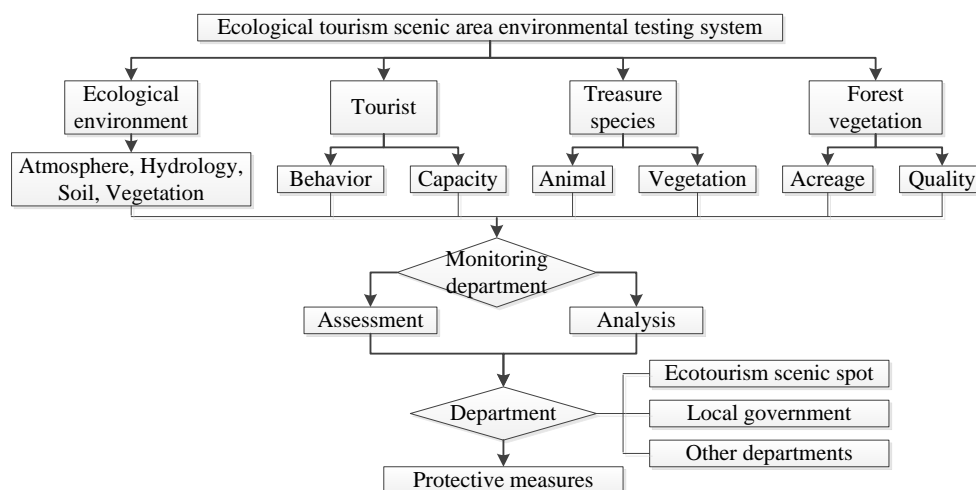 Ecological tourism scenic area environmental testing system
Ecological
environment
Tourist
Treasure
species
Forest
vegetation
Atmosphere, Hydrology,
Soil, Vegetation
Behavior
Capacity
Animal
Vegetation
Acreage
Quality
Monitoring
department
Assessment
Analysis
Ecotourism scenic spot
Department
Local government
Other departments
Protective measures